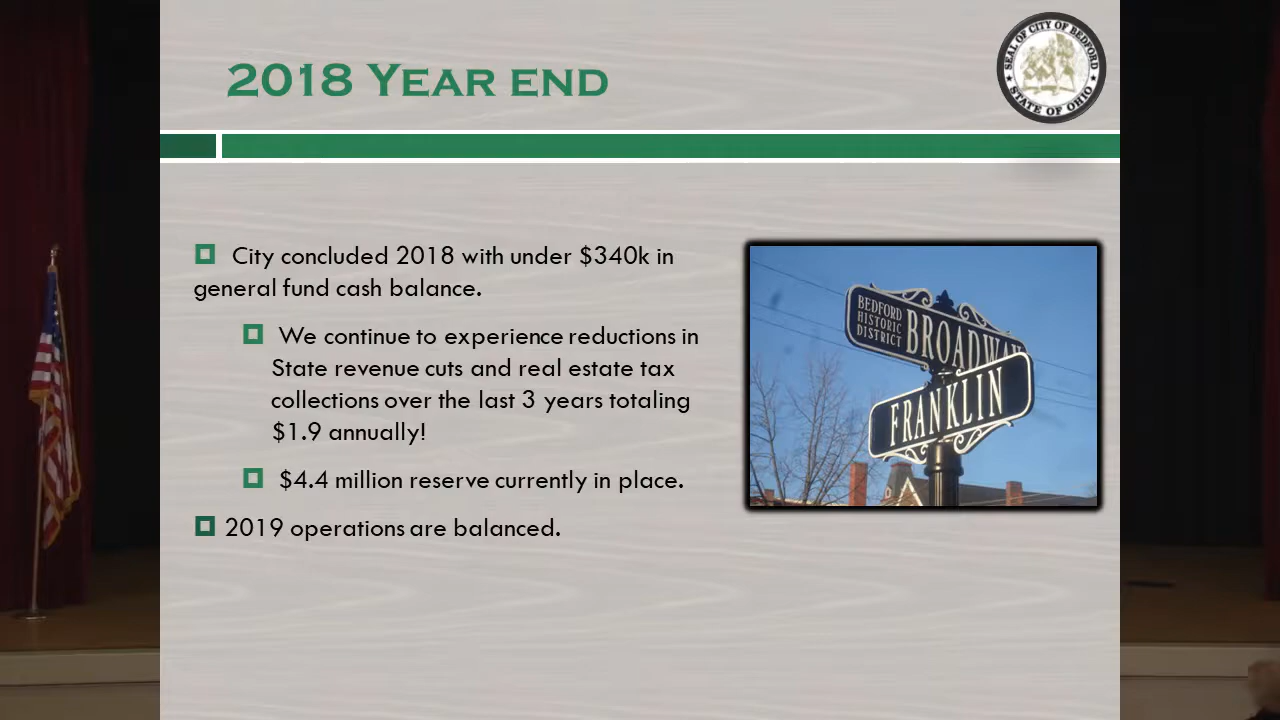 2018 YEAR END
SEAL OF CITY OF BEDFORD
STATE OF OHIO
City concluded 2018 with under $340k in
general fund cash balance.
We continue to experience reductions in
State revenue cuts and real estate tax
collections over the last 3 years totaling
$1.9 annually!
$4.4 million reserve currently in place.
2019 operations are balanced.
BEDFORD
HISTORIC
DISTRICT
BROADWAY
FRANKLIN